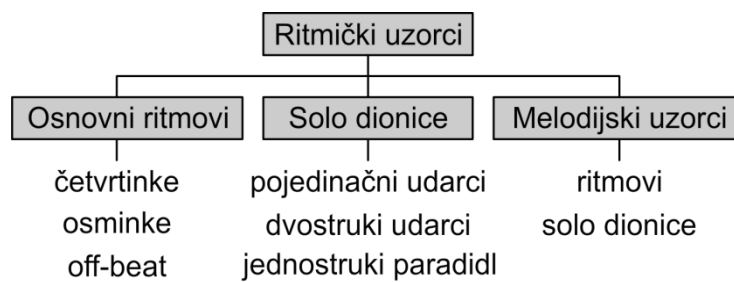 Ritmički uzorci
Osnovni ritmovi
Solo dionice
Melodijski uzorci
četvrtinke
osminke
off-beat
pojedinačni udarci
dvostruki udarci
jednostruki paradidl
ritmovi
solo dionice